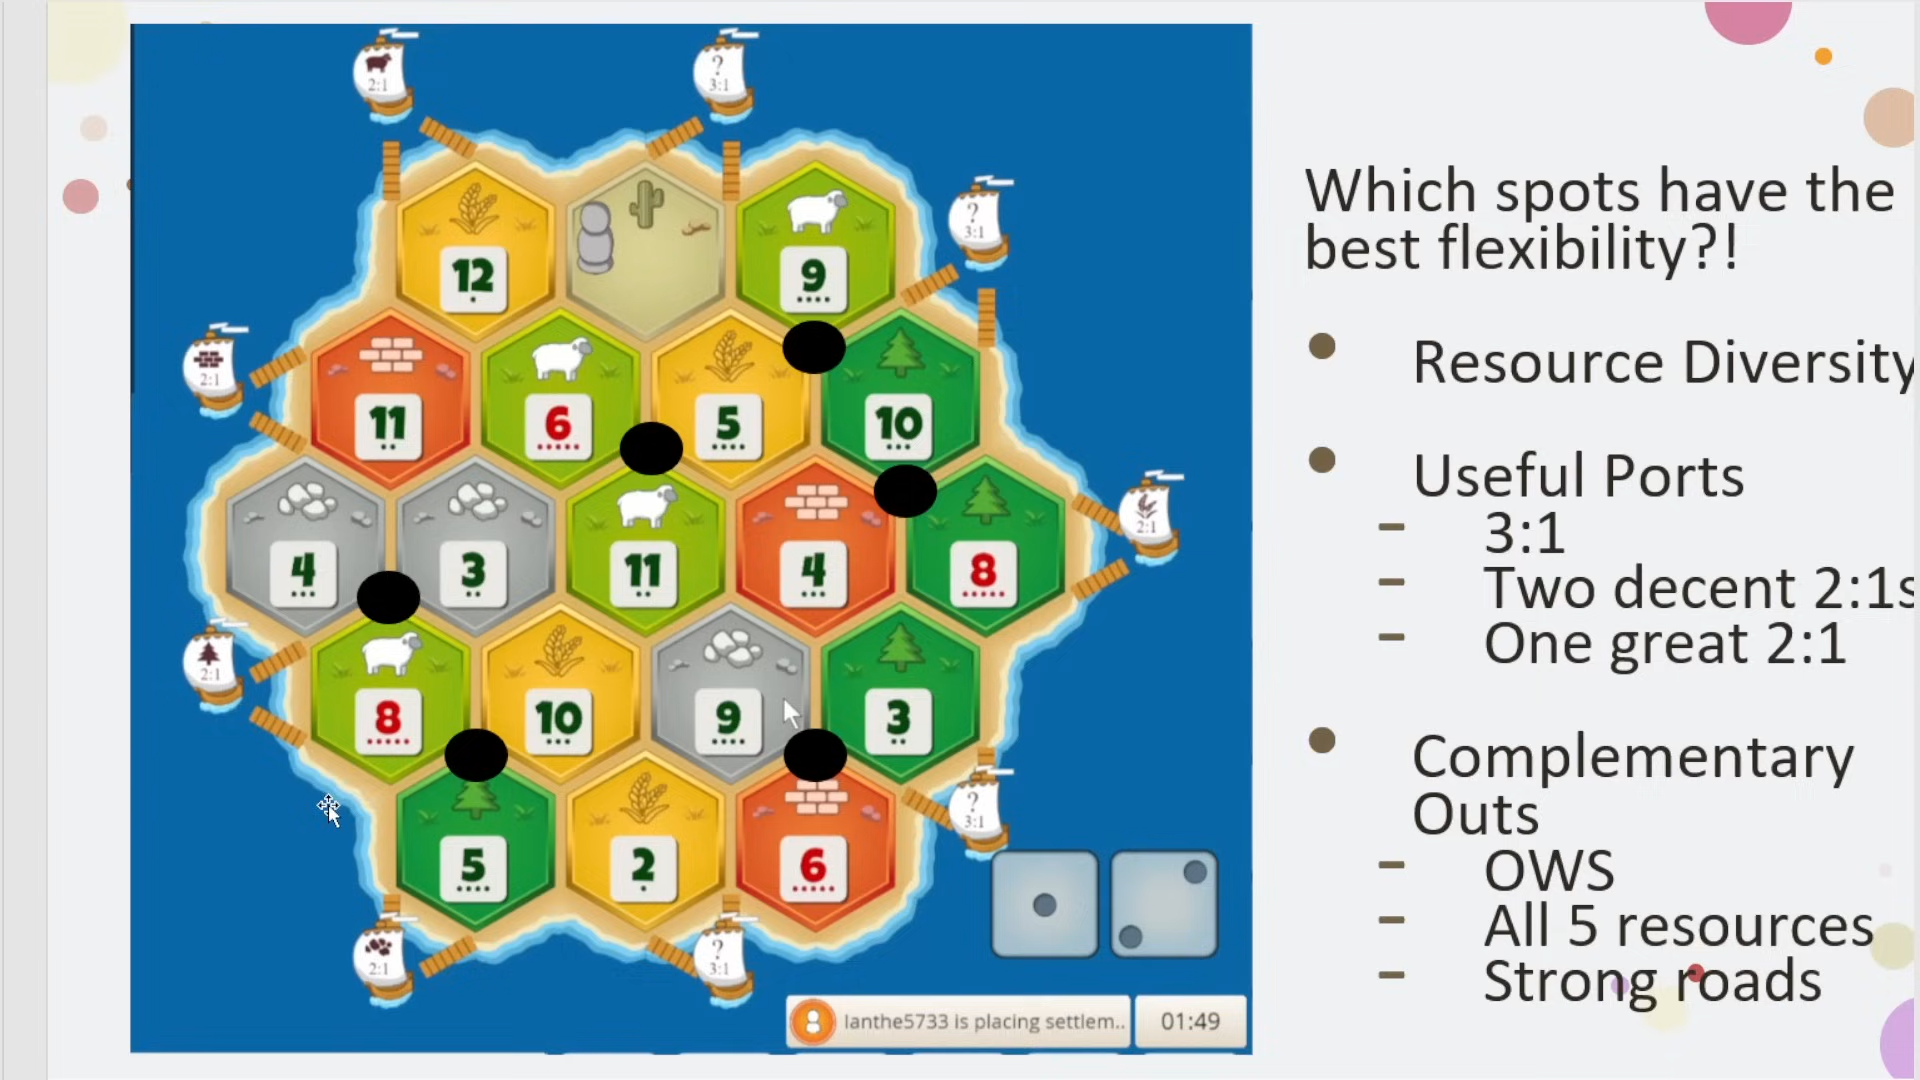 2:1
?
3:1
?
3:1
12
9
2:1
11
6
5
10
4
3
11
4
8
2:1
2:1
8
10
9
3
?
3:1
5
2
6
2:1
?
3:1
Ianthe5733 is placing settlem..
01:49
Which spots have the
best flexibility?!
• Resource Diversity
• Useful Ports
– 3:1
– Two decent 2:1s
– One great 2:1
• Complementary
Outs
– OWS
– All 5 resources
– Strong roads